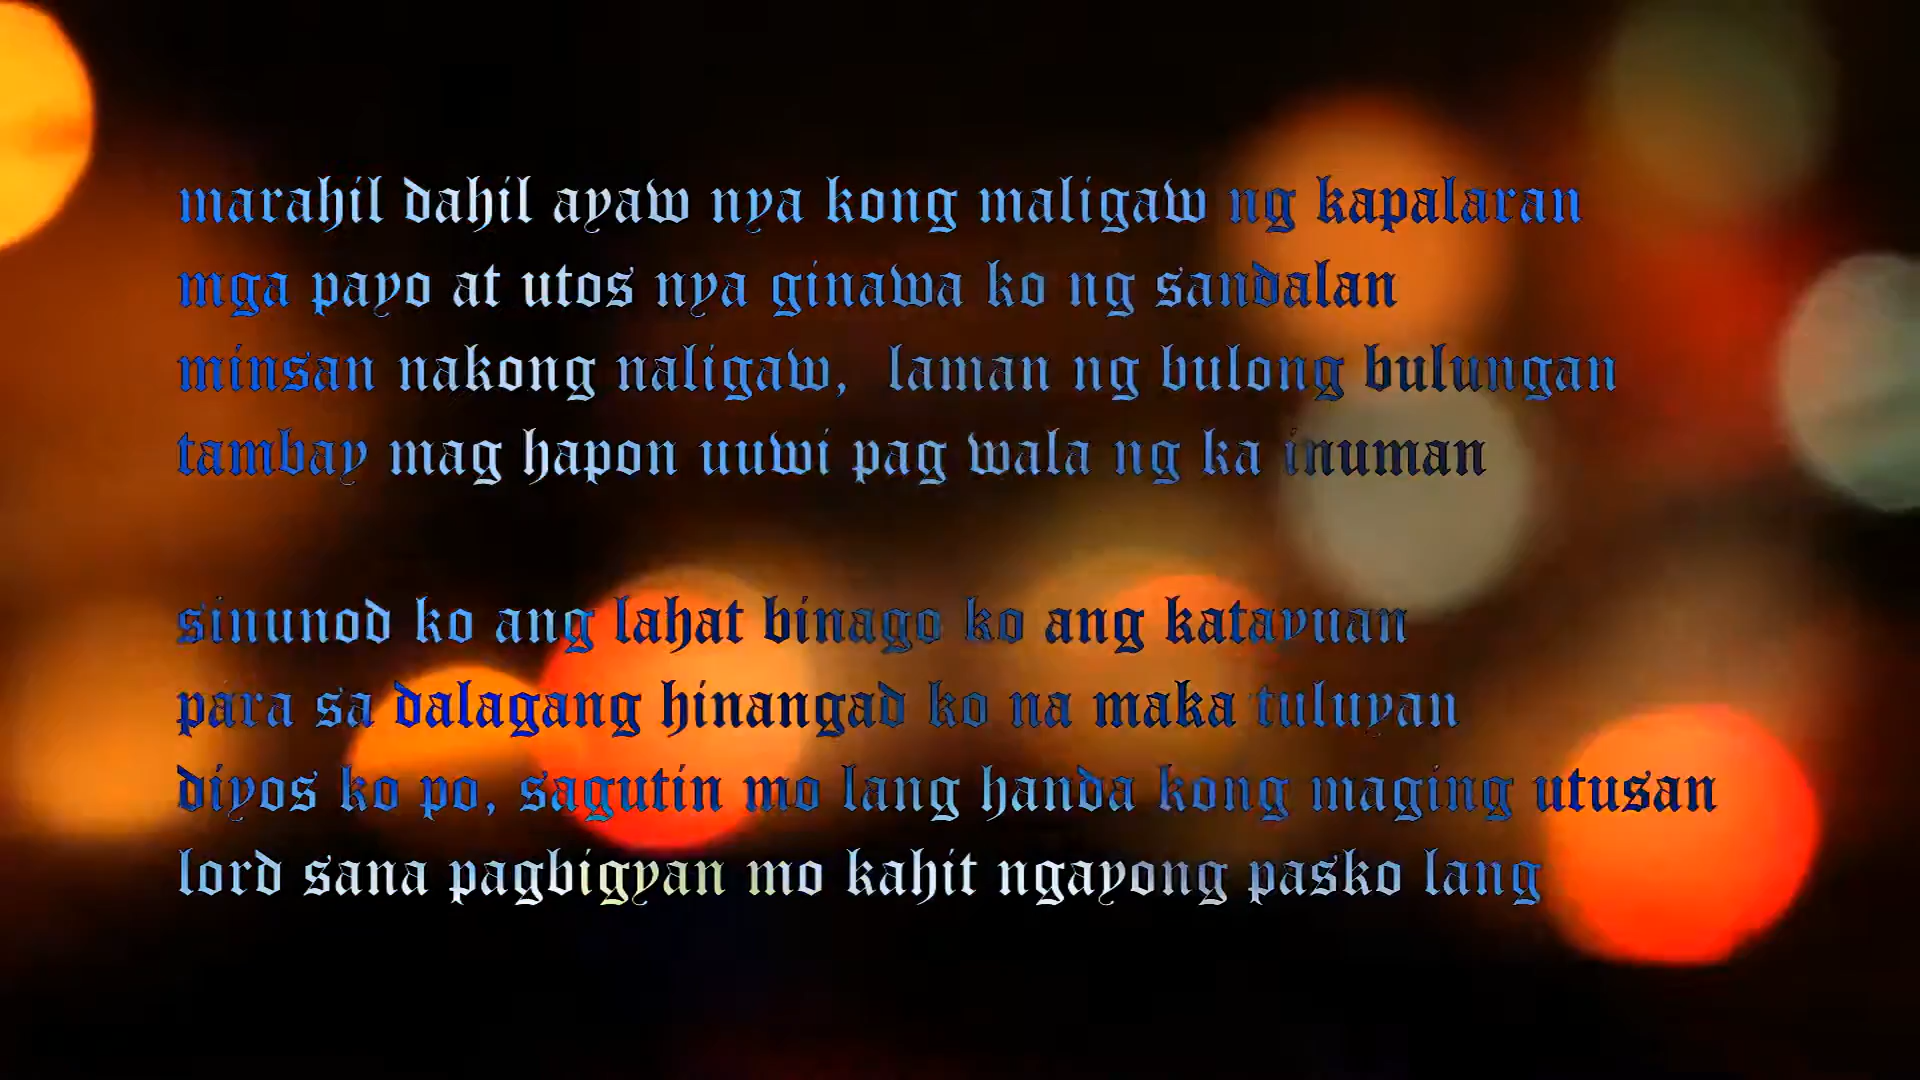 marahil dahil ayaw nya kong maligaw ng kapalaran
mga payo at utos nya ginawa ko ng sandalan
minsan nakong naligaw, laman ng bulong bulungan
tambay mag hapon uuwi pag wala ng ka inuman
sinunod ko ang lahat binago ko ang katayuan
para sa dalagang hinangad ko na maka tuluyan
diyos ko po, sagutin mo lang handa kong maging utusan
lord sana pagbigyan mo kahit ngayong pasko lang